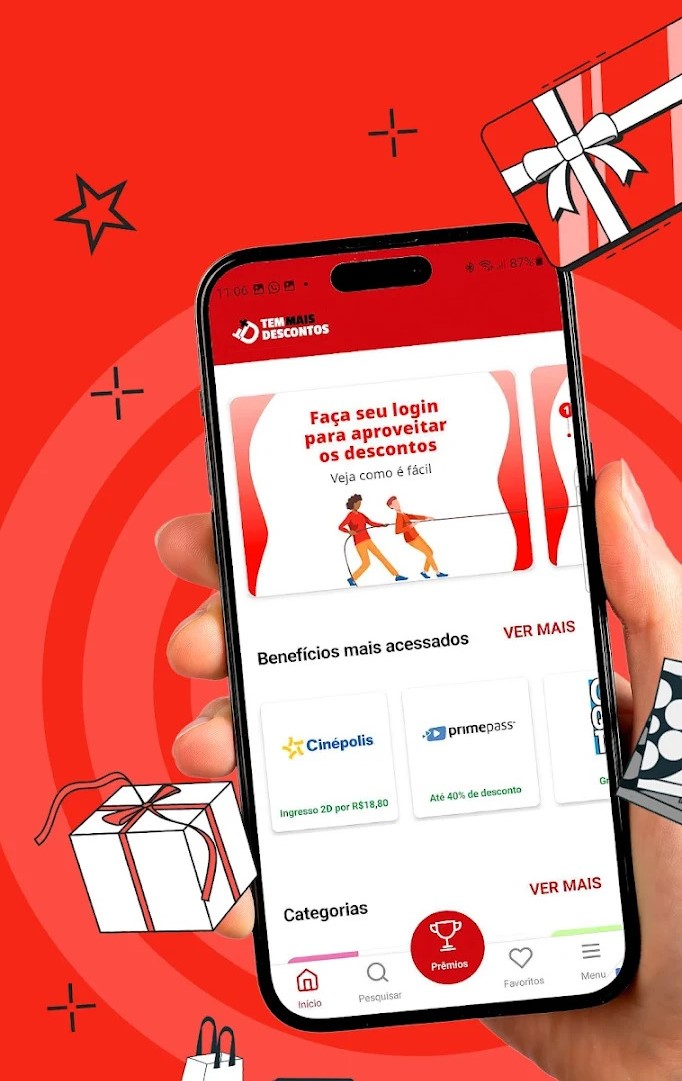 11:06
87%
TEM MAIS
DESCONTOS
Faça seu login
para aproveitar
os descontos
Veja como é fácil
1
Benefícios mais acessados
VER MAIS
Cinépolis
primepass
Ingresso 2D por R$18,80
Até 40% de desconto
Categorias
VER MAIS
Início
Pesquisar
Prêmios
Favoritos
Menu